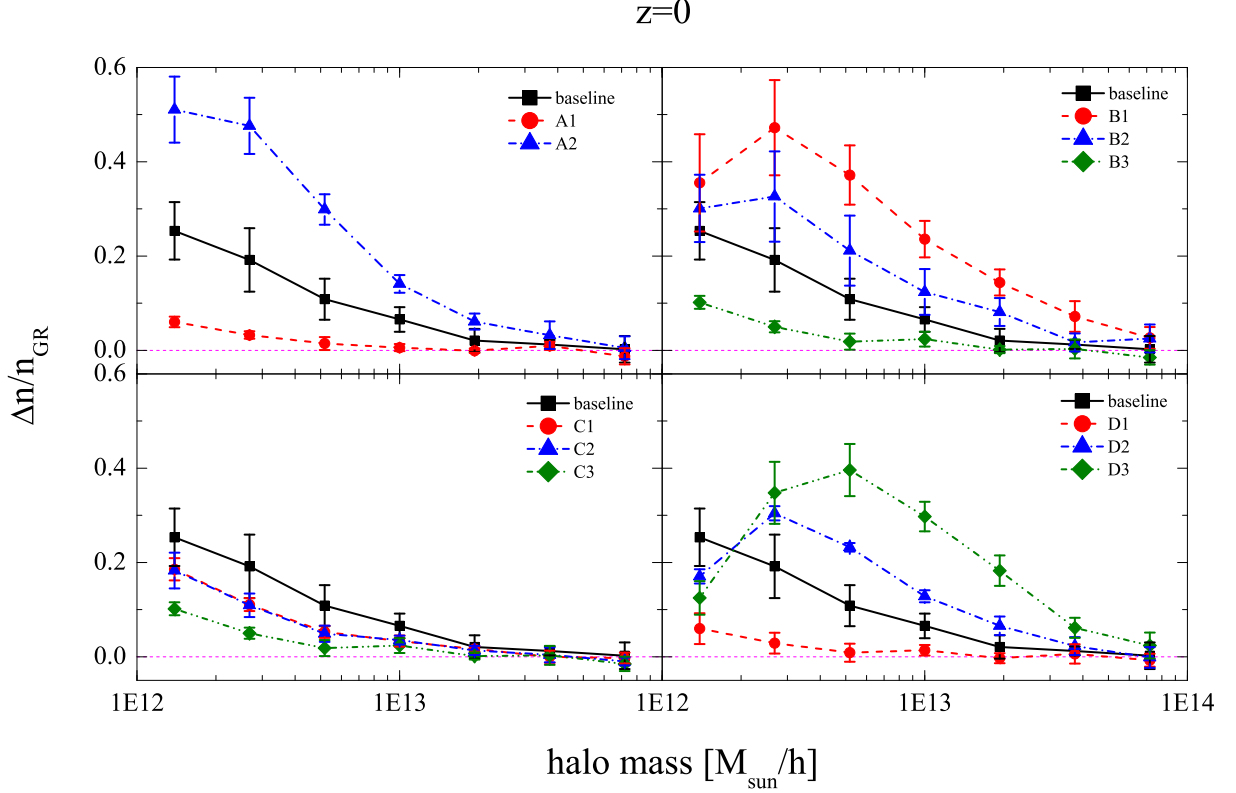 z=0
0.6
0.4
0.2
0.0
baseline
A1
A2
baseline
B1
B2
B3
Δn/n_GR
0.6
0.4
0.2
0.0
baseline
C1
C2
C3
baseline
D1
D2
D3
1E12
1E13
1E12
1E13
1E14
halo mass [M_sun/h]